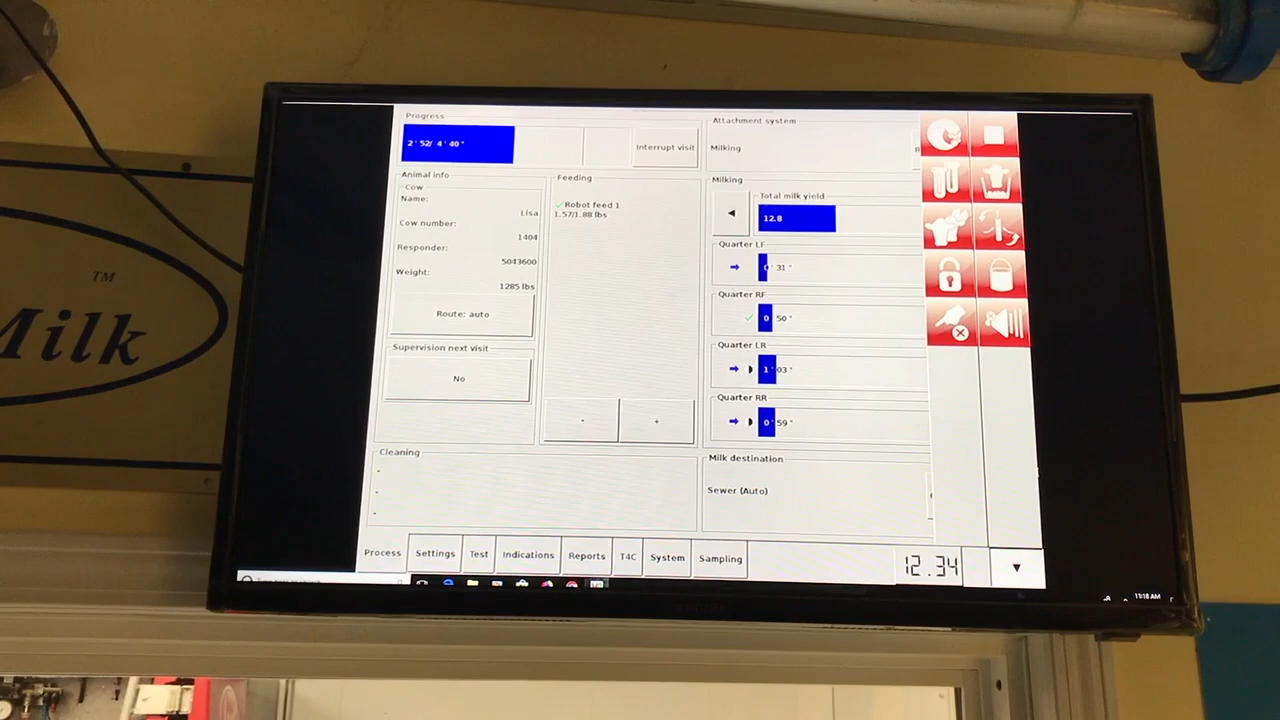 Progress
2 ' 52/ 4 ' 40 "
Interrupt visit
Attachment system
Milking
Animal info
Cow
Name:
Lisa
Cow number:
1404
Responder:
5043600
Weight:
1285 lbs
Route: auto
Supervision next visit
No
Feeding
Robot feed 1
1.57/1.88 lbs
-
+
Milking
Total milk yield
12.8
Quarter LF
0 ' 31 "
Quarter RF
0 ' 50 "
Quarter LR
1 ' 03 "
Quarter RR
0 ' 59 "
Cleaning
-
-
-
Milk destination
Sewer (Auto)
Process
Settings
Test
Indications
Reports
T4C
System
Sampling
12.34
11:18 AM
TM
Milk